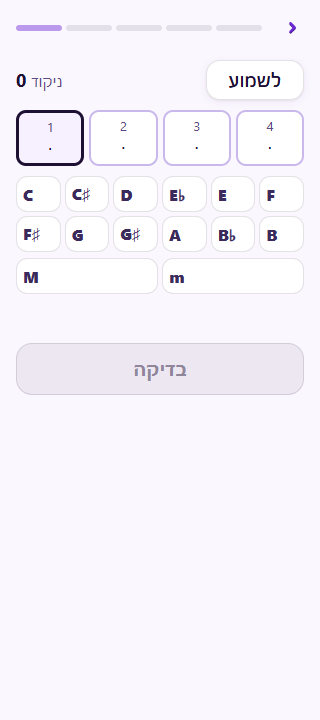 לשמוע
ניקוד 0
1 2 3 4
. . . .
C C♯ D E♭ E F
F♯ G G♯ A B♭ B
M m
בדיקה